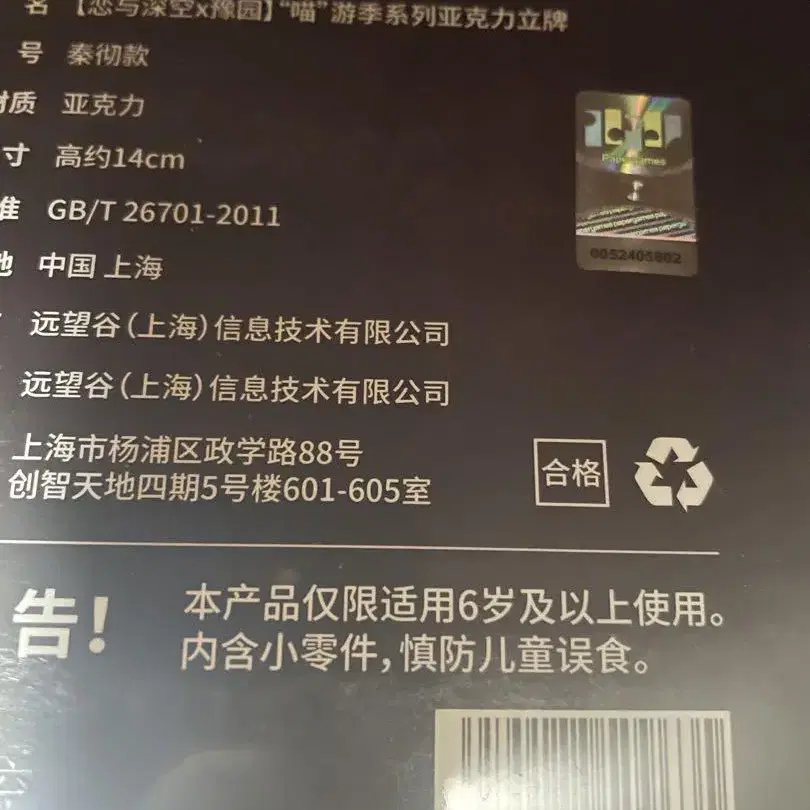 名 【恋与深空x豫园】“喵”游季系列亚克力立牌
号 秦彻款
材质 亚克力
寸 高约14cm
准 GB/T 26701-2011
地 中国 上海
远望谷(上海)信息技术有限公司
远望谷(上海)信息技术有限公司
上海市杨浦区政学路88号
创智天地四期5号楼601-605室
Papergames
0052405802
合格
告!
本产品仅限适用6岁及以上使用。
内含小零件,慎防儿童误食。